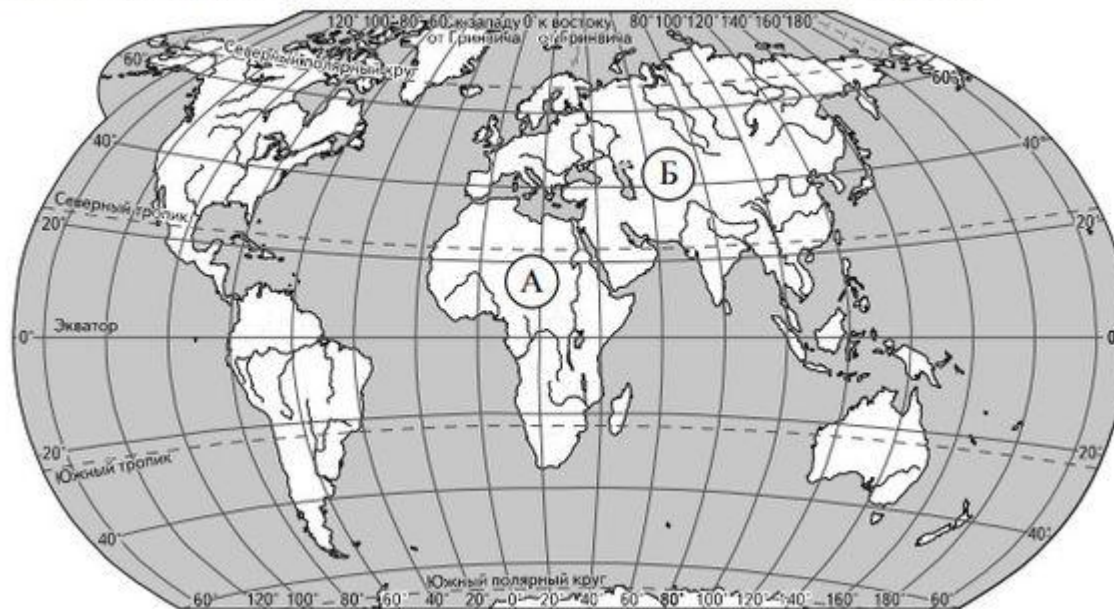 120° 100° 80° 60° к западу 0° к востоку 80° 100° 120° 140° 160° 180°
от Гринвича от Гринвича
60° Северный полярный круг 60°
40° 40°
Б
Северный тропик
20° 20°
А
Экватор
0° 0°
20° 20°
Южный тропик
40° 40°
Южный полярный круг
60° 120° 100° 80° 60° 40° 20° 0° 20° 40° 60° 80° 100° 120° 140° 160° 60°